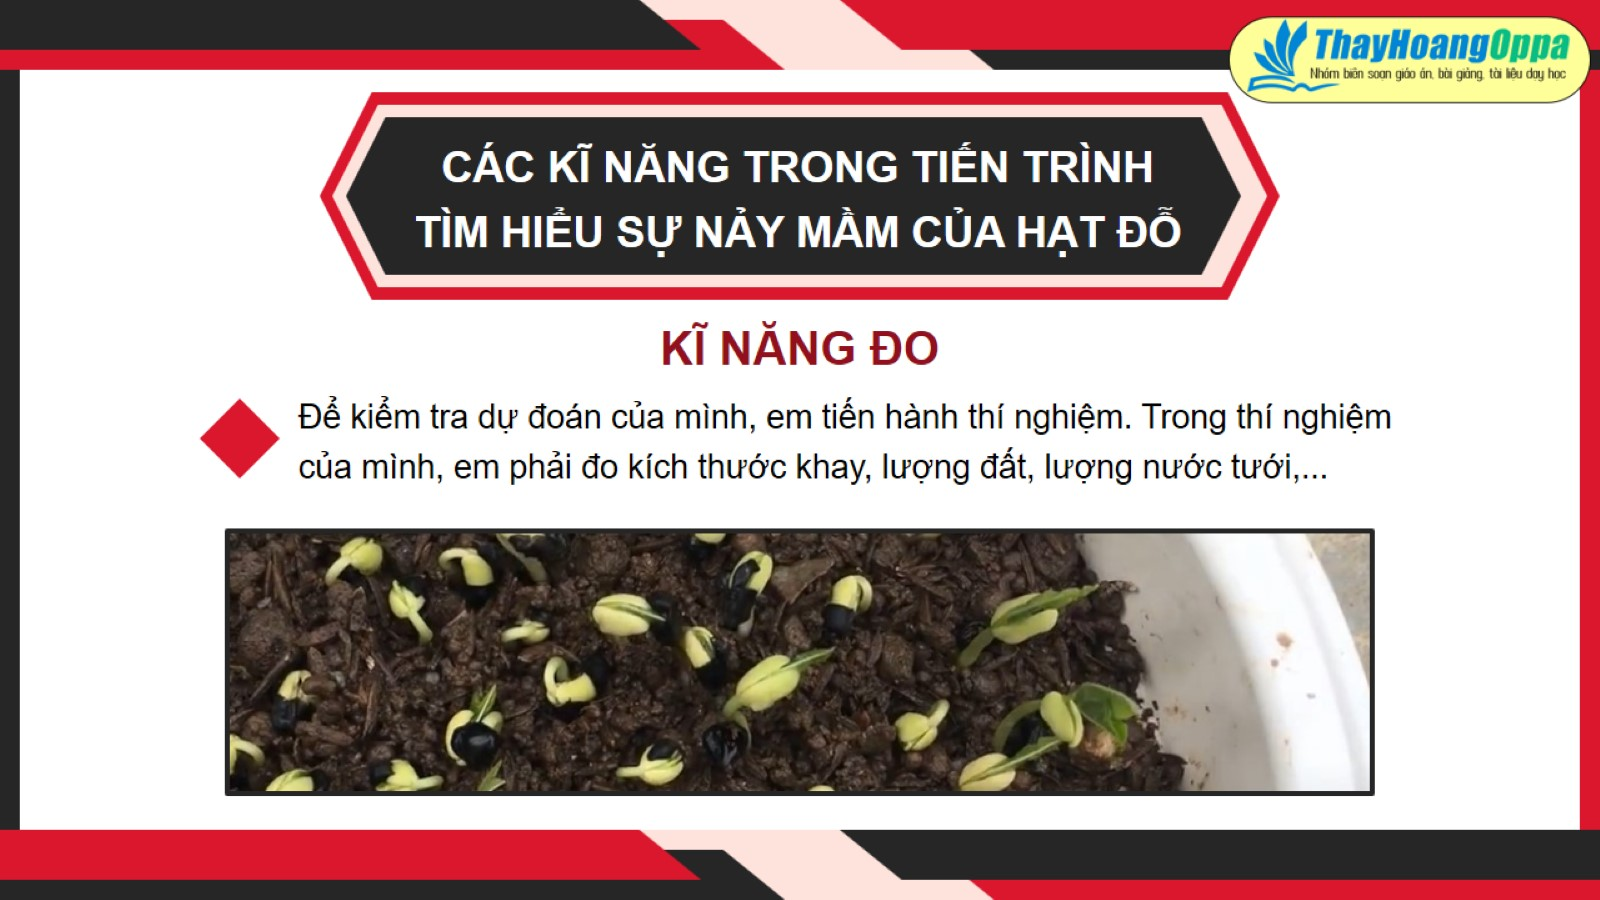 ThayHoangOppa
Nhóm biên soạn giáo án, bài giảng, tài liệu dạy học
CÁC KĨ NĂNG TRONG TIẾN TRÌNH
TÌM HIỂU SỰ NẢY MẦM CỦA HẠT ĐỖ
KĨ NĂNG ĐO
Để kiểm tra dự đoán của mình, em tiến hành thí nghiệm. Trong thí nghiệm
của mình, em phải đo kích thước khay, lượng đất, lượng nước tưới,...